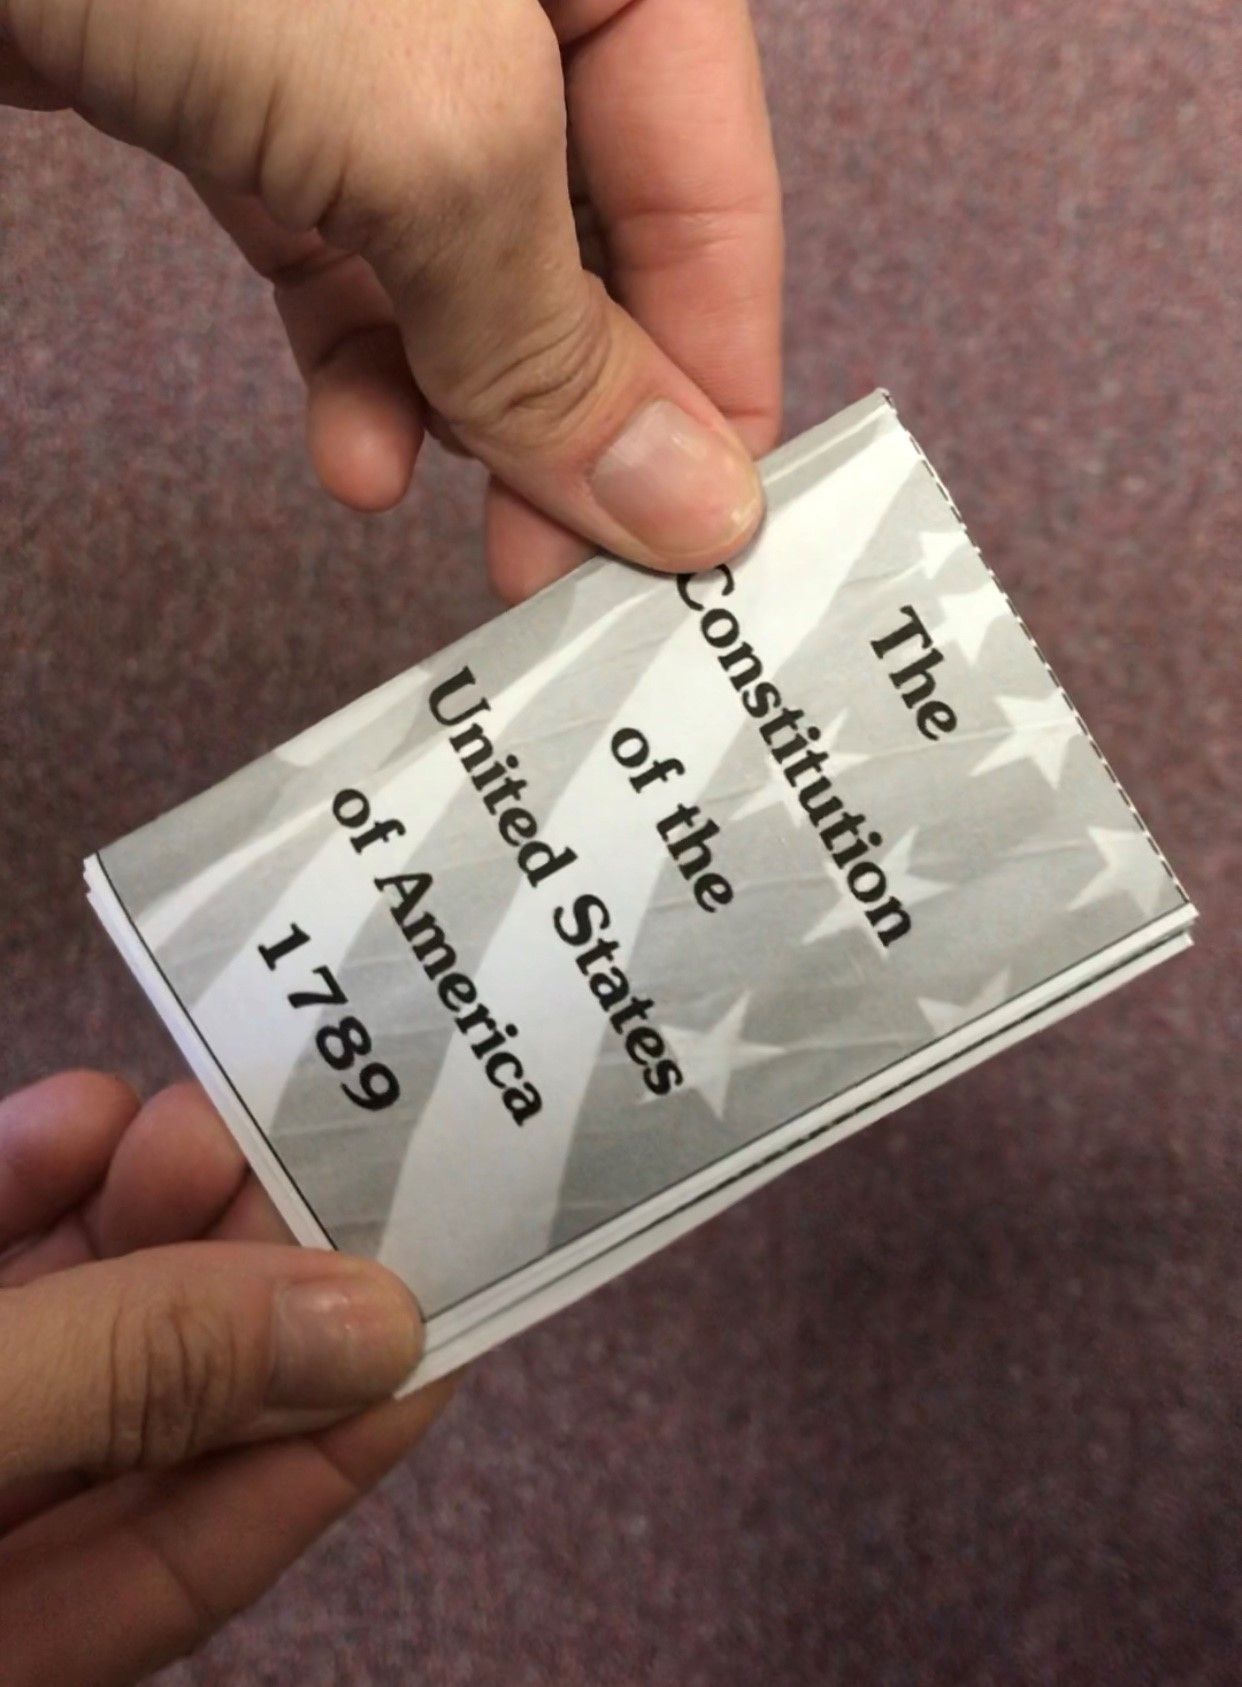 The
Constitution
of the
United States
of America
1789